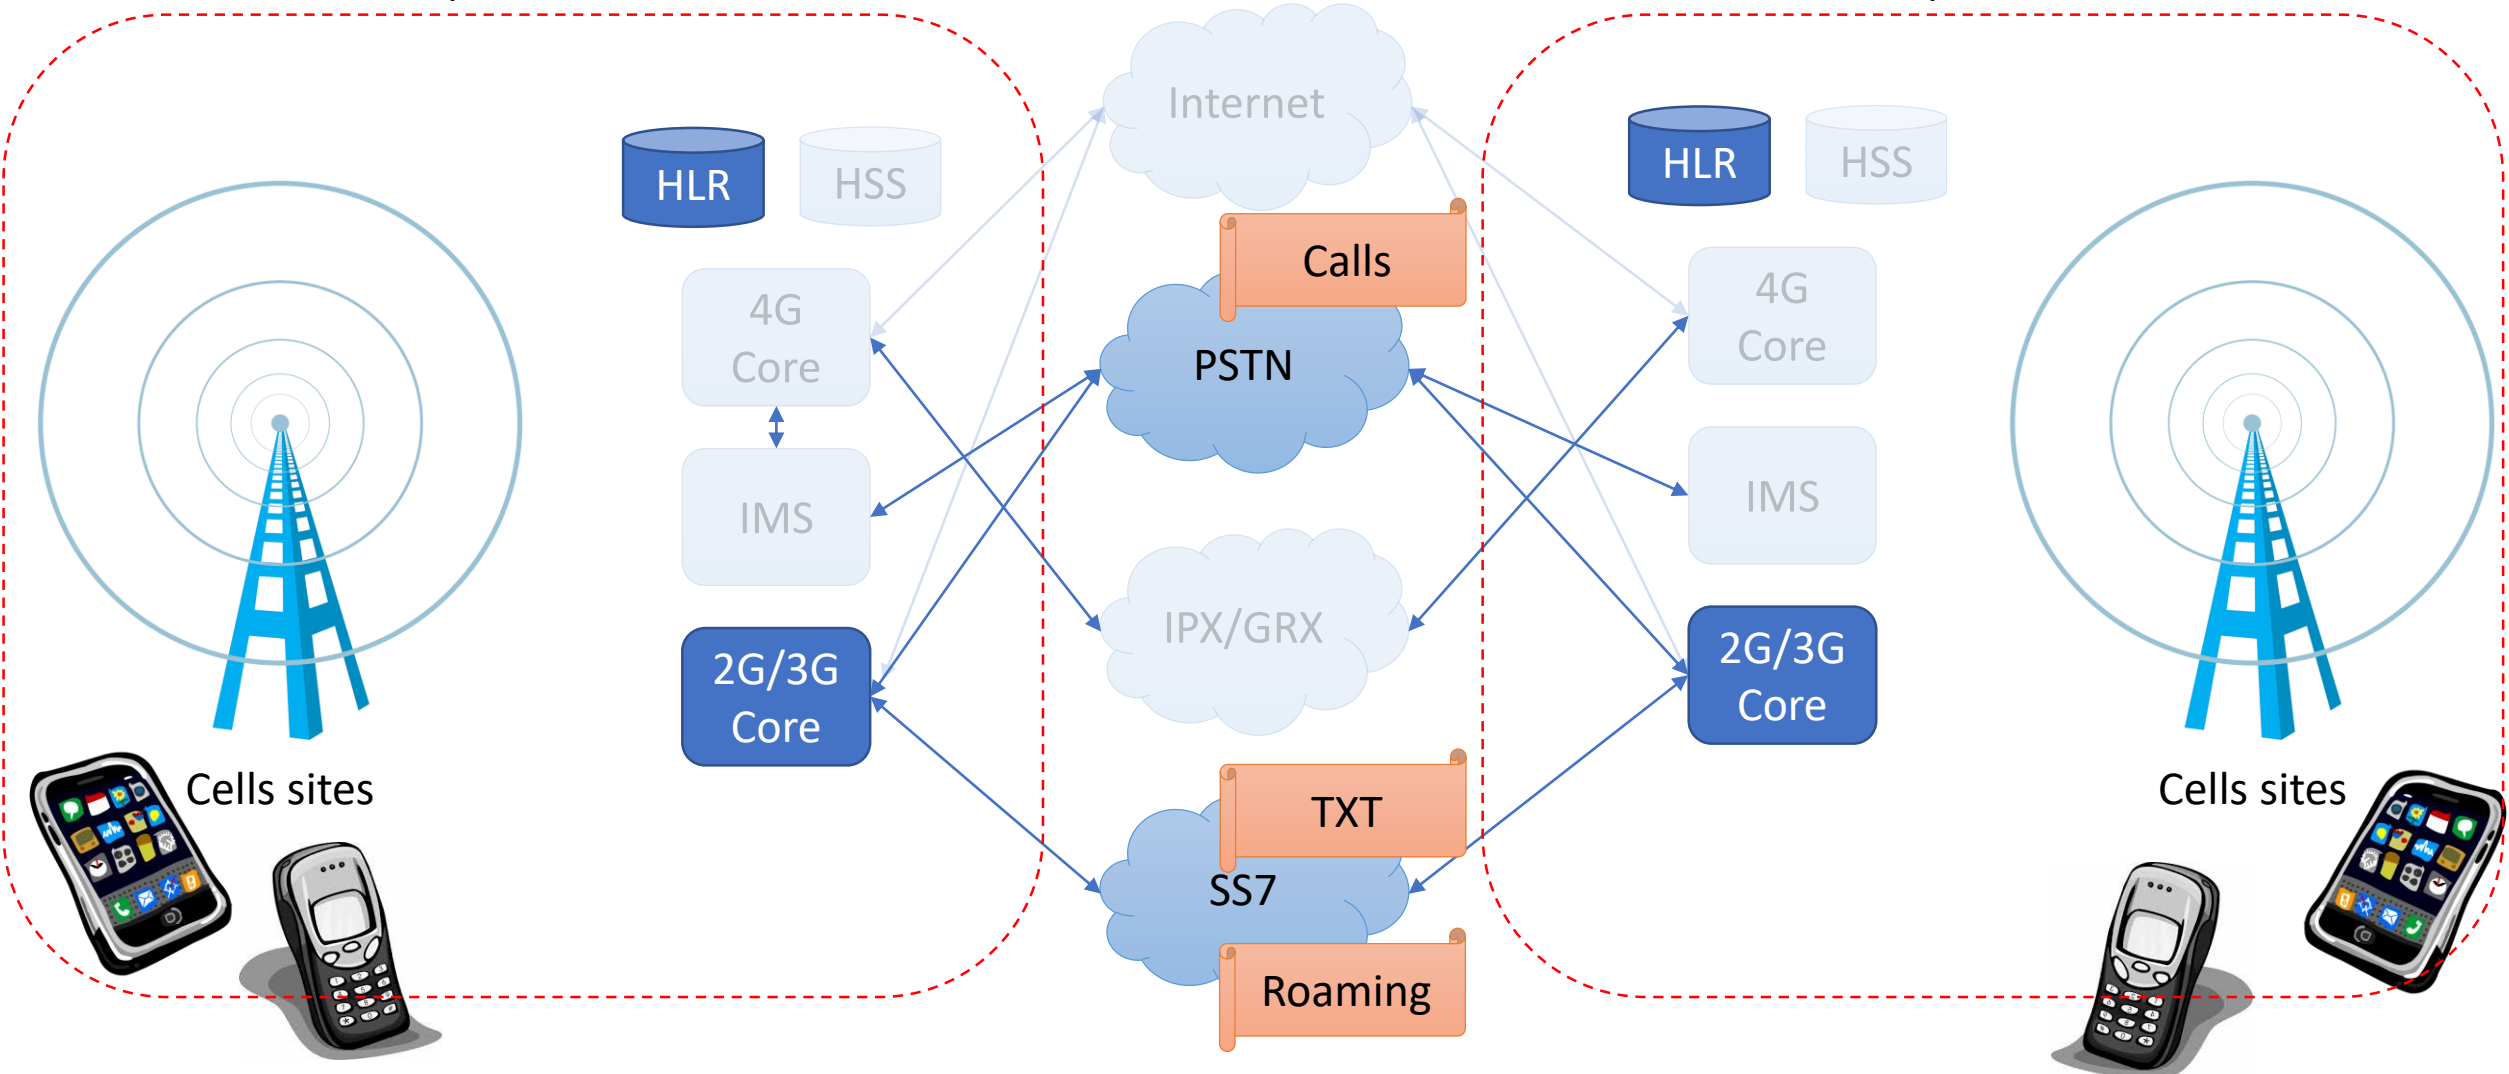 Internet
HLR
HSS
HLR
HSS
Calls
4G
Core
PSTN
4G
Core
IMS
IMS
IPX/GRX
2G/3G
Core
2G/3G
Core
Cells sites
TXT
Cells sites
SS7
Roaming